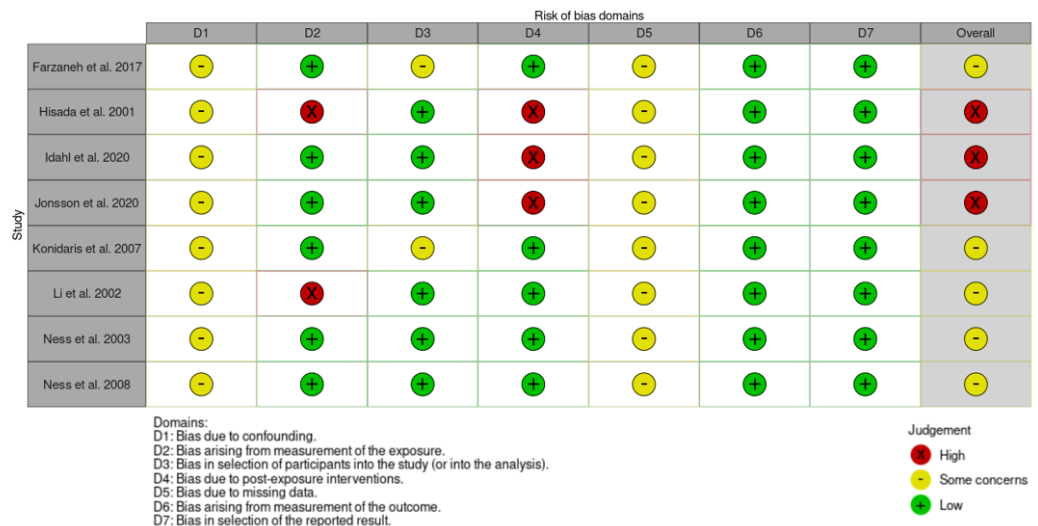 Risk of bias domains
D1 D2 D3 D4 D5 D6 D7 Overall
Study
Farzaneh et al. 2017 - + - + - + + -
Hisada et al. 2001 - X + X - + + X
Idahl et al. 2020 - + + X - + + X
Jonsson et al. 2020 - + + X - + + X
Konidaris et al. 2007 - + - + - + + -
Li et al. 2002 - X + + - + + -
Ness et al. 2003 - + + + - + + -
Ness et al. 2008 - + + + - + + -
Domains:
D1: Bias due to confounding.
D2: Bias arising from measurement of the exposure.
D3: Bias in selection of participants into the study (or into the analysis).
D4: Bias due to post-exposure interventions.
D5: Bias due to missing data.
D6: Bias arising from measurement of the outcome.
D7: Bias in selection of the reported result.
Judgement
X High
- Some concerns
+ Low